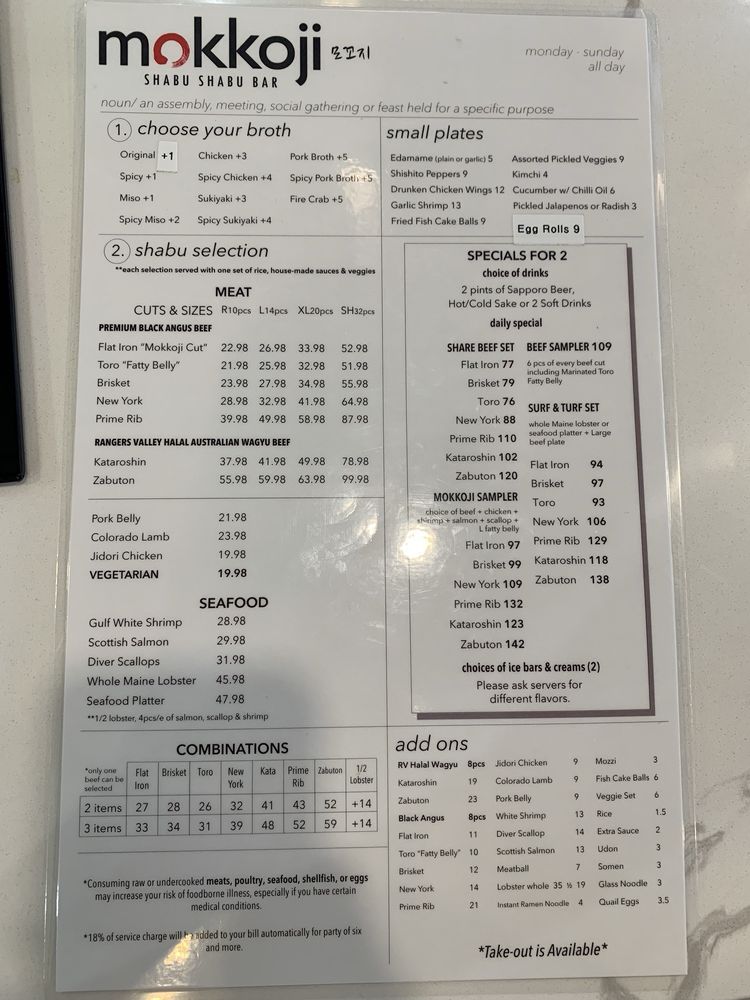 mokkoji 모꼬지
SHABU SHABU BAR
monday - sunday
all day
noun/ an assembly, meeting, social gathering or feast held for a specific purpose
1. choose your broth
Original +1 Chicken +3 Pork Broth +5
Spicy +1 Spicy Chicken +4 Spicy Pork Broth +5
Miso +1 Sukiyaki +3 Fire Crab +5
Spicy Miso +2 Spicy Sukiyaki +4
small plates
Edamame (plain or garlic) 5 Assorted Pickled Veggies 9
Shishito Peppers 9 Kimchi 4
Drunken Chicken Wings 12 Cucumber w/ Chilli Oil 6
Garlic Shrimp 13 Pickled Jalapenos or Radish 3
Fried Fish Cake Balls 9 Egg Rolls 9
2. shabu selection
**each selection served with one set of rice, house-made sauces & veggies
MEAT
CUTS & SIZES R10pcs L14pcs XL20pcs SH32pcs
PREMIUM BLACK ANGUS BEEF
Flat Iron "Mokkoji Cut" 22.98 26.98 33.98 52.98
Toro "Fatty Belly" 21.98 25.98 32.98 51.98
Brisket 23.98 27.98 34.98 55.98
New York 28.98 32.98 41.98 64.98
Prime Rib 39.98 49.98 58.98 87.98
RANGERS VALLEY HALAL AUSTRALIAN WAGYU BEEF
Kataroshin 37.98 41.98 49.98 78.98
Zabuton 55.98 59.98 63.98 99.98
Pork Belly 21.98
Colorado Lamb 23.98
Jidori Chicken 19.98
VEGETARIAN 19.98
SEAFOOD
Gulf White Shrimp 28.98
Scottish Salmon 29.98
Diver Scallops 31.98
Whole Maine Lobster 45.98
Seafood Platter 47.98
**1/2 lobster, 4pcs/e of salmon, scallop & shrimp
SPECIALS FOR 2
choice of drinks
2 pints of Sapporo Beer,
Hot/Cold Sake or 2 Soft Drinks
daily special
SHARE BEEF SET
Flat Iron 77
Brisket 79
Toro 76
New York 88
Prime Rib 110
Kataroshin 102
Zabuton 120
MOKKOJI SAMPLER
choice of beef + chicken +
shrimp + salmon + scallop +
L fatty belly
Flat Iron 97
Brisket 99
New York 109
Prime Rib 132
Kataroshin 123
Zabuton 142
BEEF SAMPLER 109
6 pcs of every beef cut
including Marinated Toro
Fatty Belly
SURF & TURF SET
whole Maine lobster or
seafood platter + Large
beef plate
Flat Iron 94
Brisket 97
Toro 93
New York 106
Prime Rib 129
Kataroshin 118
Zabuton 138
choices of ice bars & creams (2)
Please ask servers for
different flavors.
COMBINATIONS
*only one
beef can be
selected
Flat Iron Brisket Toro New York Kata Prime Rib Zabuton 1/2 Lobster
2 items 27 28 26 32 41 43 52 +14
3 items 33 34 31 39 48 52 59 +14
*Consuming raw or undercooked meats, poultry, seafood, shellfish, or eggs
may increase your risk of foodborne illness, especially if you have certain
medical conditions.
*18% of service charge will be added to your bill automatically for party of six
and more.
add ons
RV Halal Wagyu 8pcs Jidori Chicken 9 Mozzi 3
Kataroshin 19 Colorado Lamb 9 Fish Cake Balls 6
Zabuton 23 Pork Belly 9 Veggie Set 6
Black Angus 8pcs White Shrimp 13 Rice 1.5
Flat Iron 11 Diver Scallop 14 Extra Sauce 2
Toro "Fatty Belly" 10 Scottish Salmon 13 Udon 3
Brisket 12 Meatball 7 Somen 3
New York 14 Lobster whole 35 ½ 19 Glass Noodle 3
Prime Rib 21 Instant Ramen Noodle 4 Quail Eggs 3.5
*Take-out is Available*